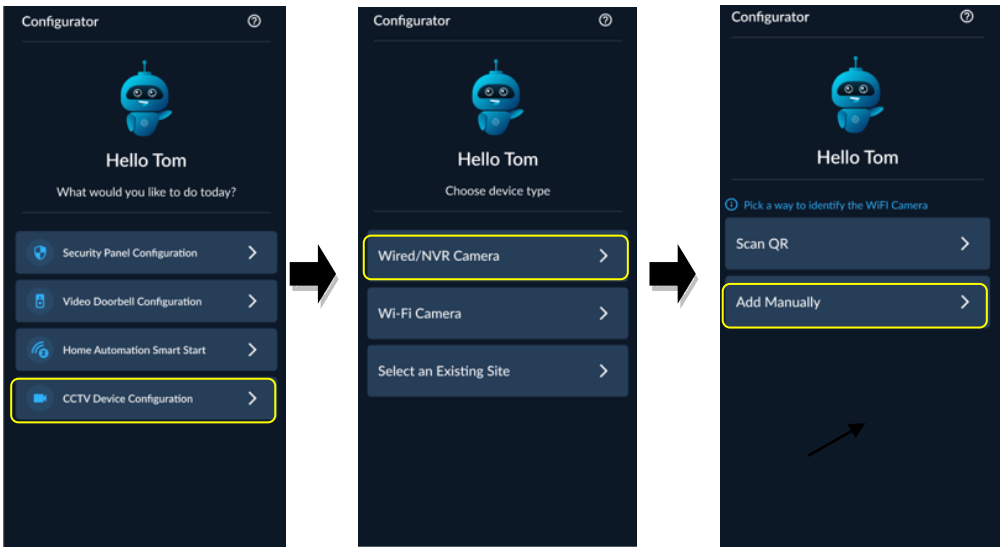 Configurator
Hello Tom
What would you like to do today?
Security Panel Configuration
Video Doorbell Configuration
Home Automation Smart Start
CCTV Device Configuration
Configurator
Hello Tom
Choose device type
Wired/NVR Camera
Wi-Fi Camera
Select an Existing Site
Configurator
Hello Tom
Pick a way to identify the WiFI Camera
Scan QR
Add Manually